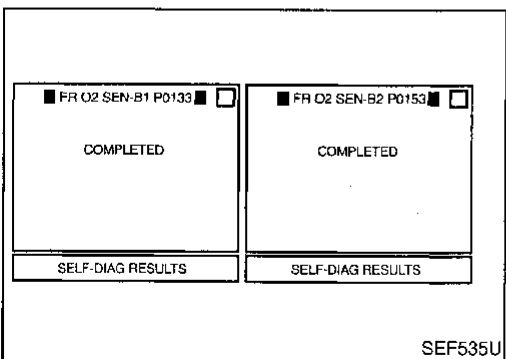 FR O2 SEN-B1 P0133
COMPLETED
SELF-DIAG RESULTS
FR O2 SEN-B2 P0153
COMPLETED
SELF-DIAG RESULTS
SEF535U